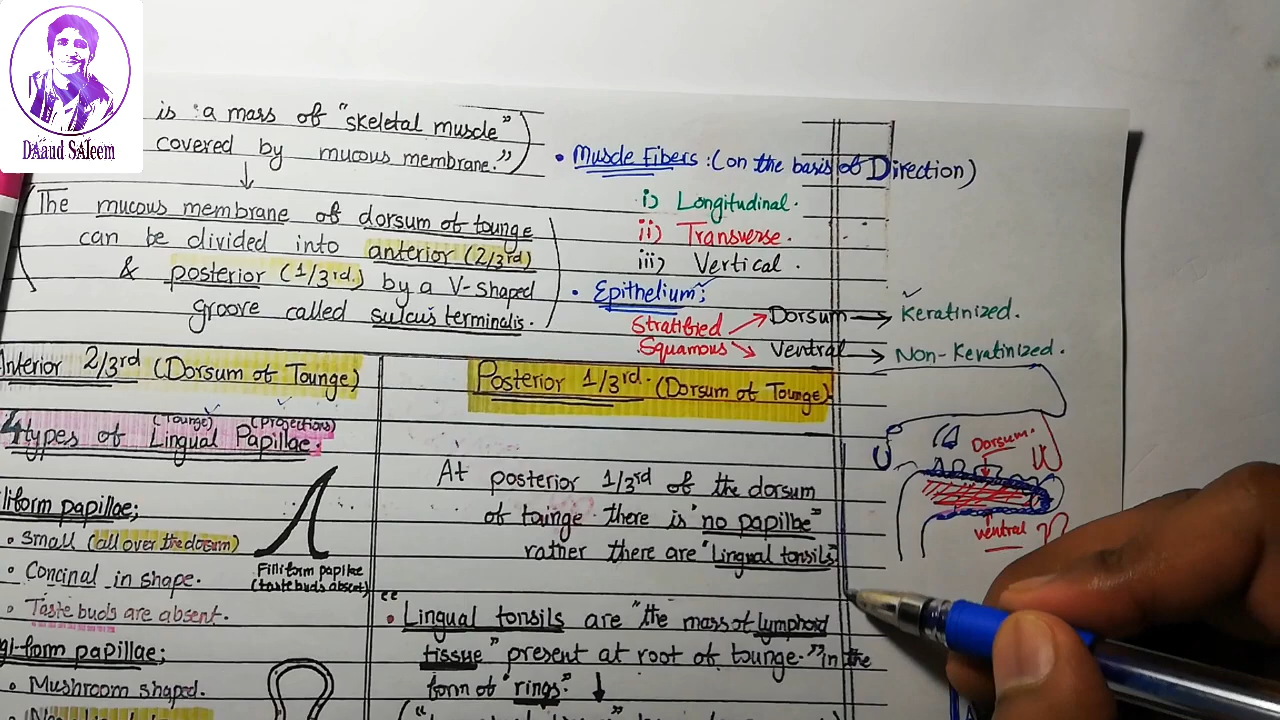 DAaud SAleem
is a mass of "skeletal muscle"
covered by mucous membrane."
The mucous membrane of dorsum of tounge
can be divided into anterior (2/3rd)
& posterior (1/3rd.) by a V-shaped
groove called sulcus terminalis.
• Muscle Fibers: (on the basis of Direction)
i) Longitudinal.
ii) Transverse.
iii) Vertical.
• Epithelium;
Stratified
Squamous
Dorsum → Keratinized.
Ventral → Non-Keratinized.
Anterior 2/3rd (Dorsum of Tounge)
(Tounge) (Projections)
4 types of Lingual Papillae.
liform papillae;
• Small (all over the dorsum)
• Concinal in shape.
• Taste buds are absent.
Filliform papillae
(taste buds absent)
gi-form papillae;
• Mushroom shaped.
Posterior 1/3rd. (Dorsum of Tounge)
At posterior 1/3rd of the dorsum
of tounge there is "no papillae"
rather there are "Lingual tonsils"
• Lingual tonsils are "the mass of lymphoid
tissue" present at root of tounge." in the
form of "rings".
Dorsum.
ventral